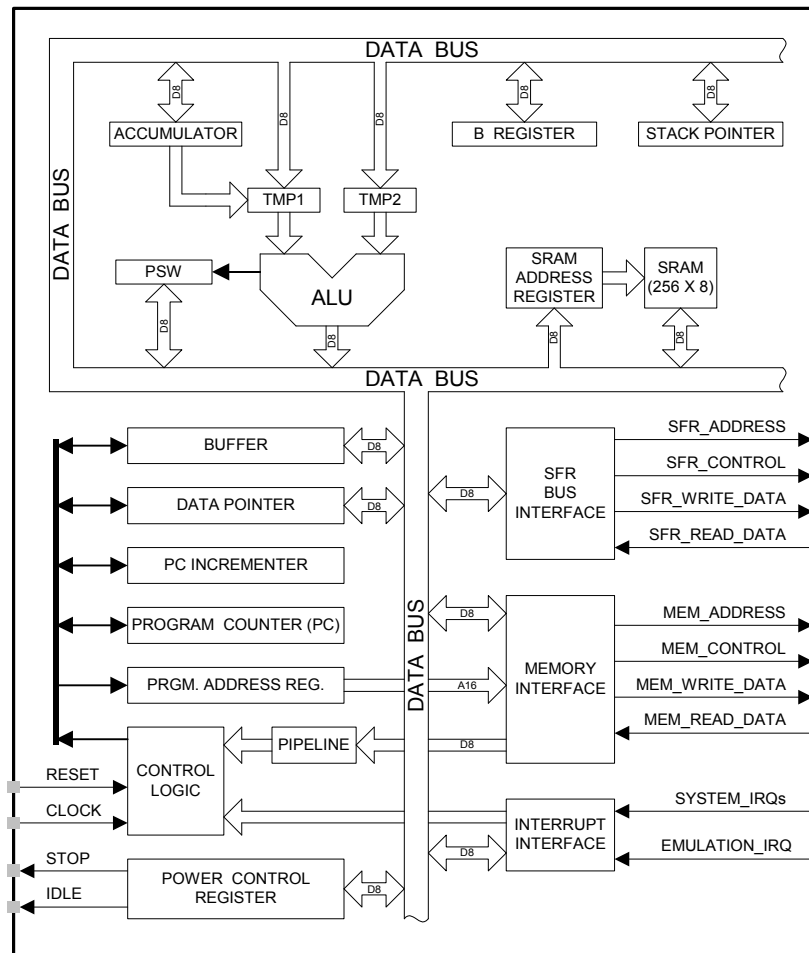 DATA BUS
D8
D8
D8
D8
D8
ACCUMULATOR
B REGISTER
STACK POINTER
DATA BUS
TMP1
TMP2
PSW
ALU
SRAM
ADDRESS
REGISTER
SRAM
(256 X 8)
D8
D8
D8
D8
DATA BUS
BUFFER
D8
DATA POINTER
D8
PC INCREMENTER
PROGRAM COUNTER (PC)
PRGM. ADDRESS REG.
A16
DATA BUS
D8
SFR
BUS
INTERFACE
SFR_ADDRESS
SFR_CONTROL
SFR_WRITE_DATA
SFR_READ_DATA
D8
MEMORY
INTERFACE
MEM_ADDRESS
MEM_CONTROL
MEM_WRITE_DATA
MEM_READ_DATA
CONTROL
LOGIC
PIPELINE
D8
RESET
CLOCK
INTERRUPT
INTERFACE
D8
SYSTEM_IRQs
EMULATION_IRQ
STOP
IDLE
POWER CONTROL
REGISTER
D8